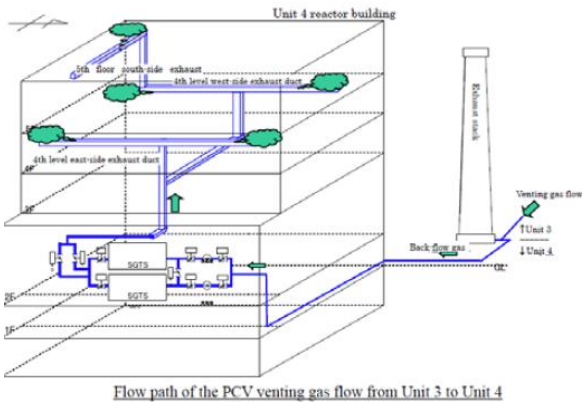 Unit 4 reactor building
5th floor south-side exhaust
4th level west-side exhaust duct
Exhaust stack
4th level east-side exhaust duct
4F
3F
Venting gas flow
↑Unit 3
Back-flow gas
↓Unit 4
GL
SGTS
SGTS
2F
1F
Flow path of the PCV venting gas flow from Unit 3 to Unit 4